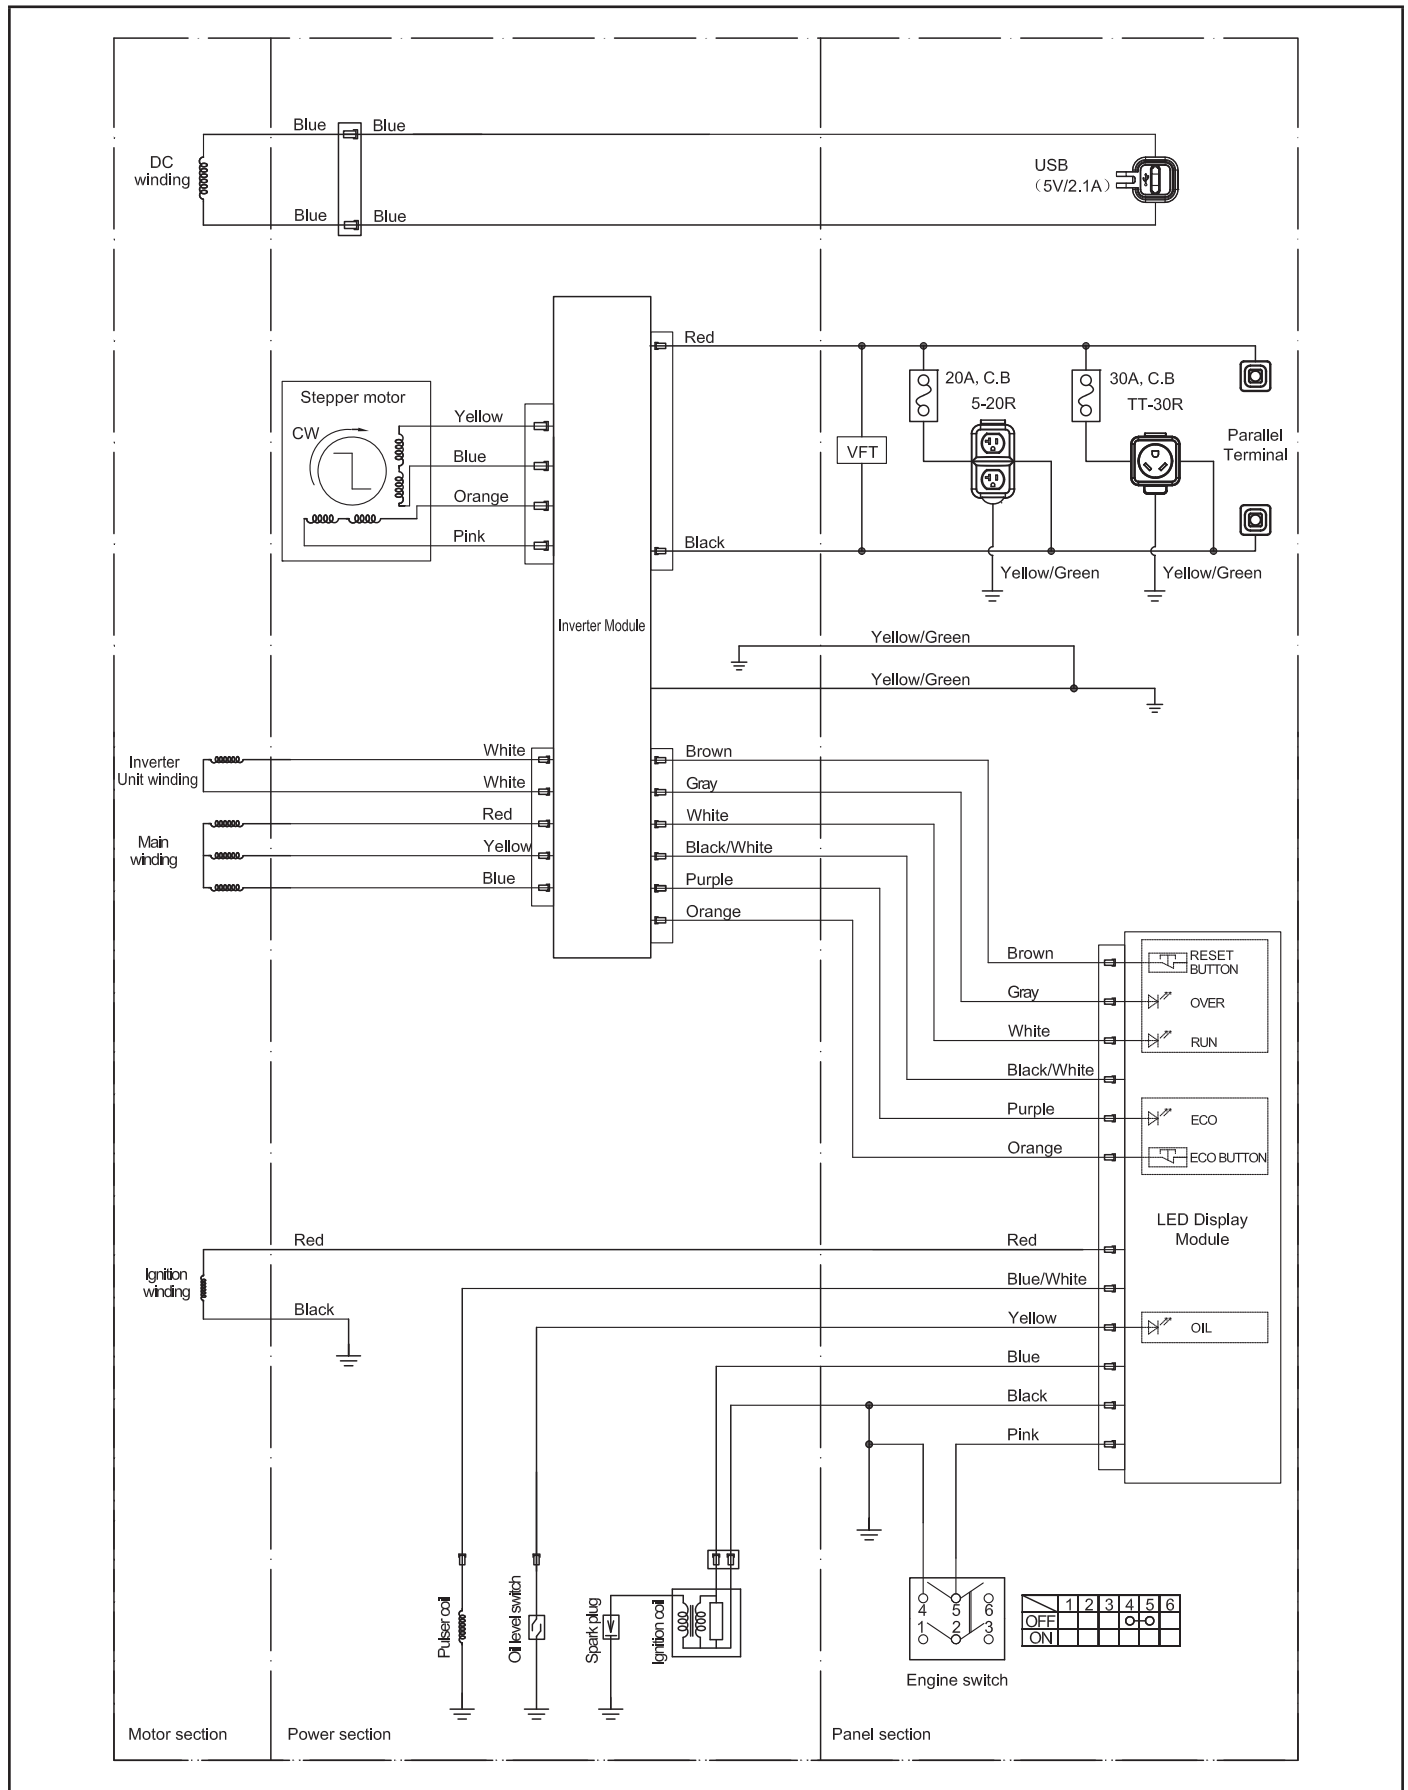 Blue
Blue
DC
winding
USB
(5V/2.1A)
Blue
Blue
Red
Stepper motor
CW
Yellow
Blue
Orange
Pink
20A, C.B
5-20R
30A, C.B
TT-30R
VFT
Parallel
Terminal
Black
Yellow/Green
Yellow/Green
Inverter Module
Yellow/Green
Yellow/Green
Inverter
Unit winding
White
White
Main
winding
Red
Yellow
Blue
Brown
Gray
White
Black/White
Purple
Orange
Brown
RESET
BUTTON
Gray
OVER
White
RUN
Black/White
Purple
ECO
Orange
ECO BUTTON
LED Display
Module
Red
Red
Ignition
winding
Black
Blue/White
Yellow
OIL
Blue
Black
Pink
Pulser coil
Oil level switch
Spark plug
Ignition coil
4 5 6
1 2 3
Engine switch
1 2 3 4 5 6
OFF
ON
Motor section
Power section
Panel section